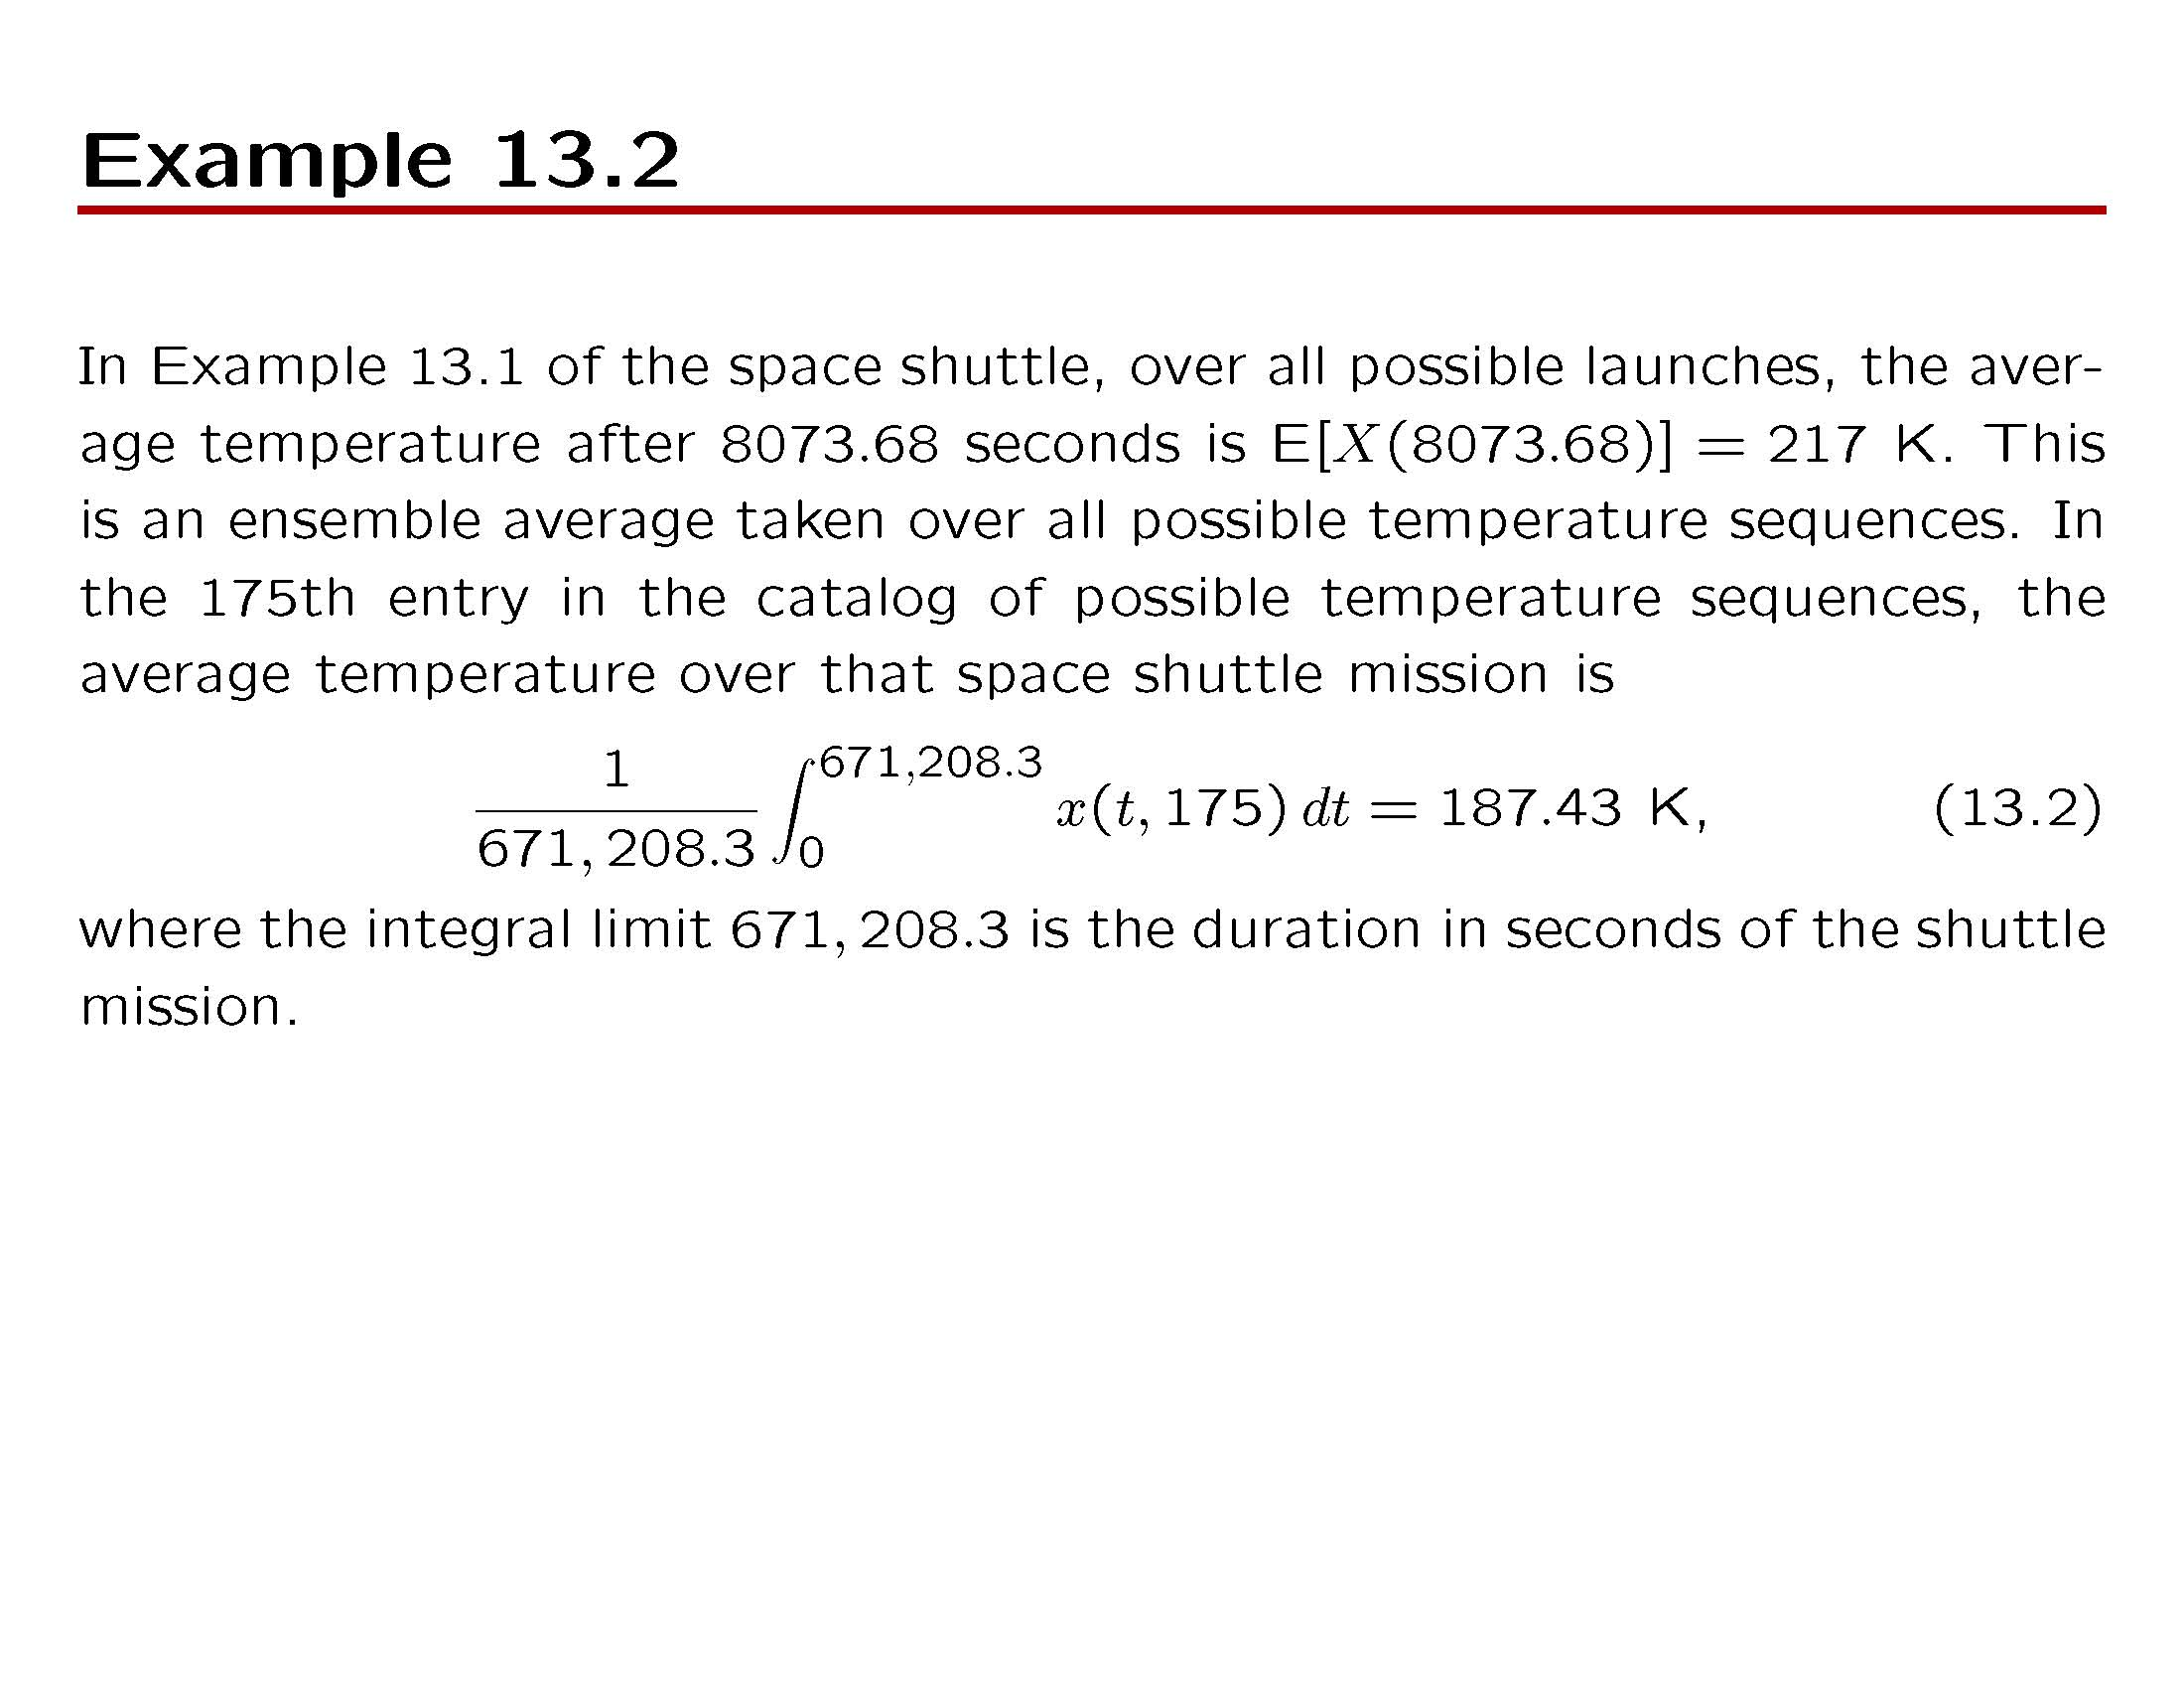 Example 13.2
In Example 13.1 of the space shuttle, over all possible launches, the aver-
age temperature after 8073.68 seconds is E[X(8073.68)] = 217 K. This
is an ensemble average taken over all possible temperature sequences. In
the 175th entry in the catalog of possible temperature sequences, the
average temperature over that space shuttle mission is
\frac{1}{671,208.3} \int_0^{671,208.3} x(t, 175) dt = 187.43 K, (13.2)
where the integral limit 671,208.3 is the duration in seconds of the shuttle
mission.